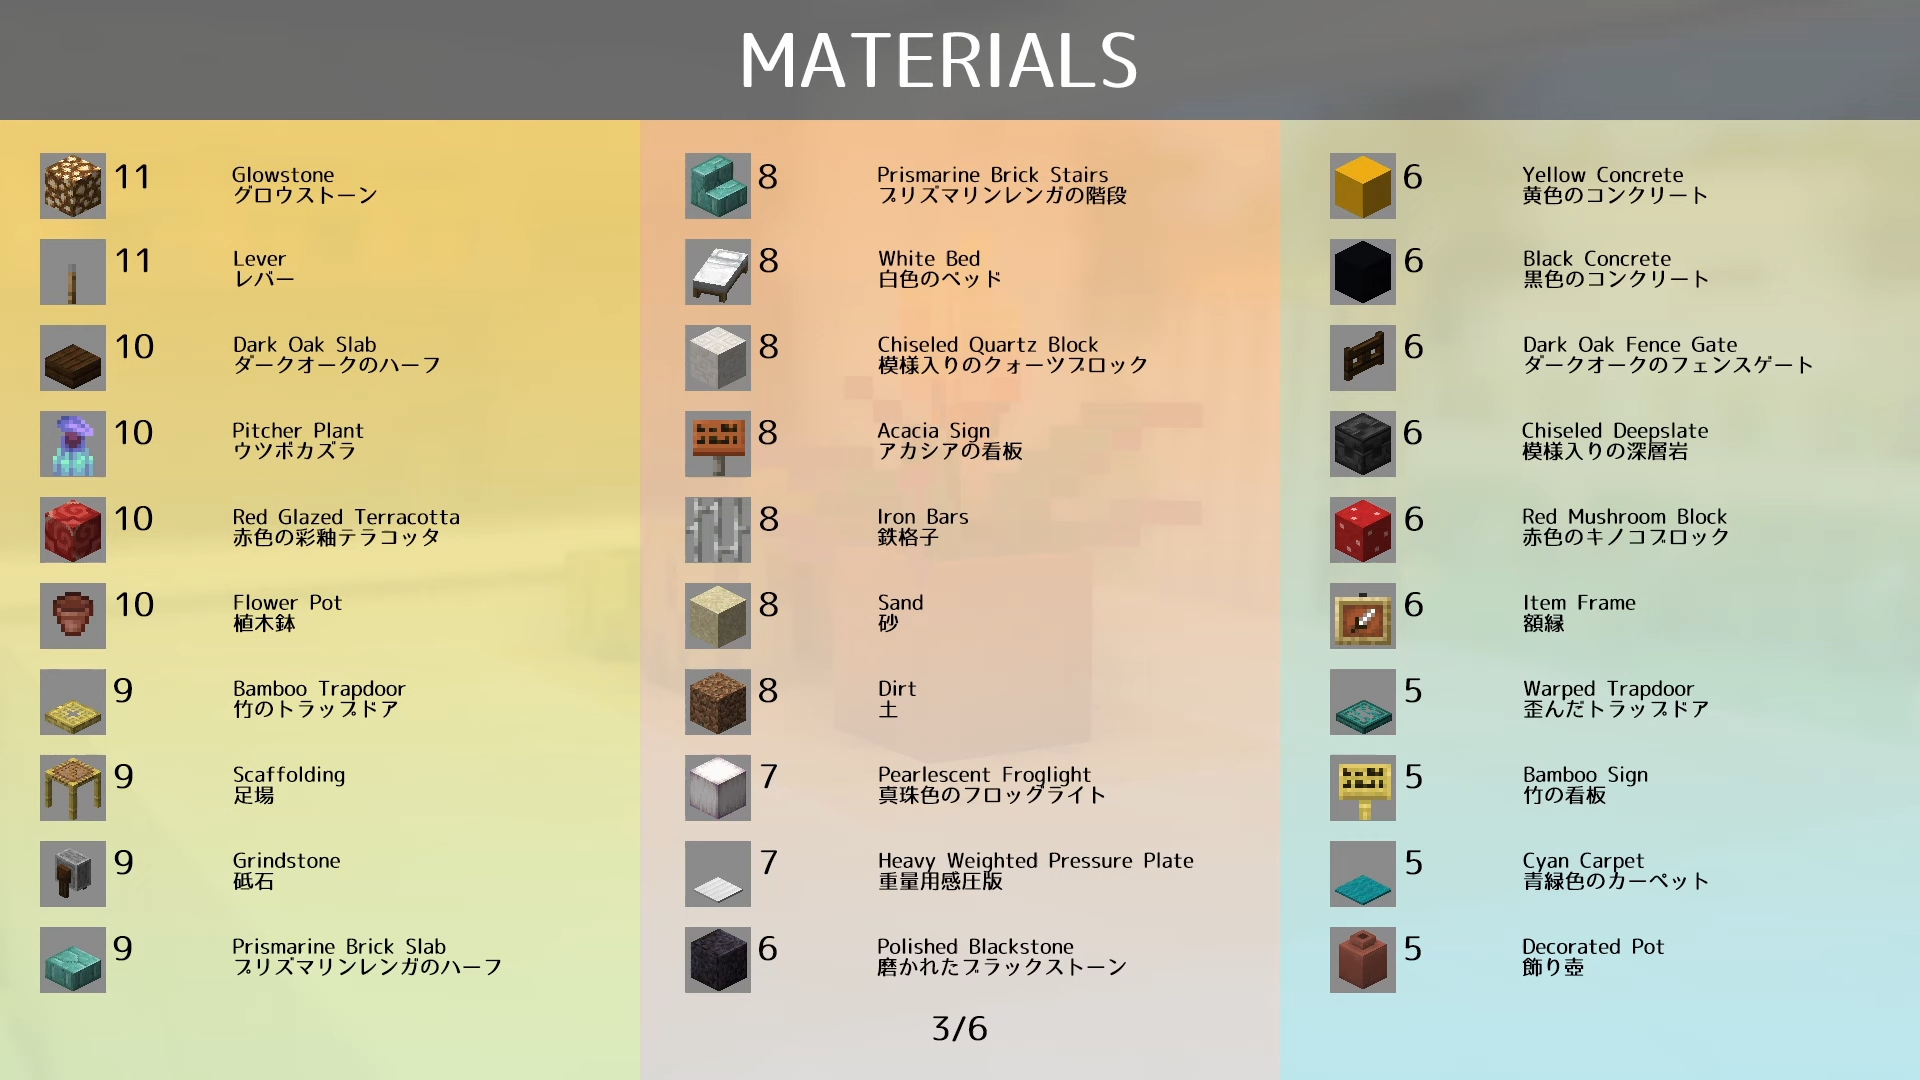 MATERIALS
11 Glowstone
グロウストーン
11 Lever
レバー
10 Dark Oak Slab
ダークオークのハーフ
10 Pitcher Plant
ウツボカズラ
10 Red Glazed Terracotta
赤色の彩釉テラコッタ
10 Flower Pot
植木鉢
9 Bamboo Trapdoor
竹のトラップドア
9 Scaffolding
足場
9 Grindstone
砥石
9 Prismarine Brick Slab
プリズマリンレンガのハーフ
8 Prismarine Brick Stairs
プリズマリンレンガの階段
8 White Bed
白色のベッド
8 Chiseled Quartz Block
模様入りのクォーツブロック
8 Acacia Sign
アカシアの看板
8 Iron Bars
鉄格子
8 Sand
砂
8 Dirt
土
7 Pearlescent Froglight
真珠色のフロッグライト
7 Heavy Weighted Pressure Plate
重量用感圧版
6 Polished Blackstone
磨かれたブラックストーン
6 Yellow Concrete
黄色のコンクリート
6 Black Concrete
黒色のコンクリート
6 Dark Oak Fence Gate
ダークオークのフェンスゲート
6 Chiseled Deepslate
模様入りの深層岩
6 Red Mushroom Block
赤色のキノコブロック
6 Item Frame
額縁
5 Warped Trapdoor
歪んだトラップドア
5 Bamboo Sign
竹の看板
5 Cyan Carpet
青緑色のカーペット
5 Decorated Pot
飾り壺
3/6